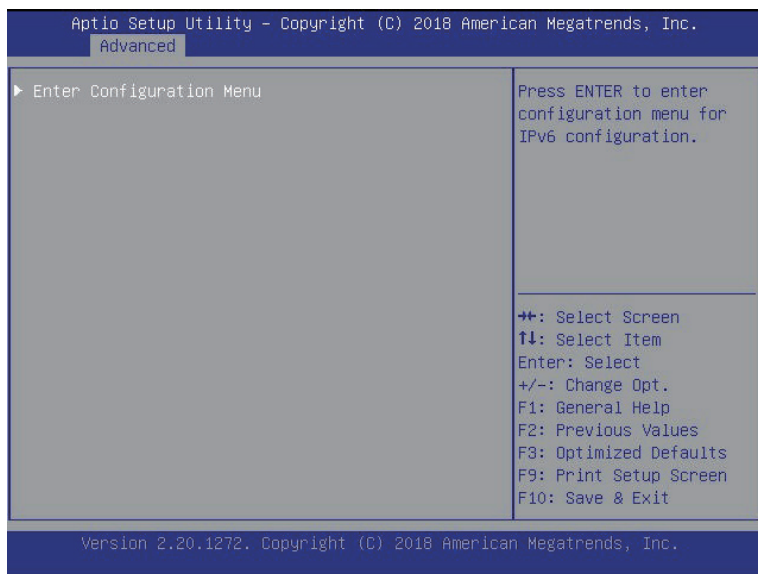 Aptio Setup Utility – Copyright (C) 2018 American Megatrends, Inc.
Advanced
▶ Enter Configuration Menu
Press ENTER to enter
configuration menu for
IPv6 configuration.
→←: Select Screen
↑↓: Select Item
Enter: Select
+/-: Change Opt.
F1: General Help
F2: Previous Values
F3: Optimized Defaults
F9: Print Setup Screen
F10: Save & Exit
Version 2.20.1272. Copyright (C) 2018 American Megatrends, Inc.